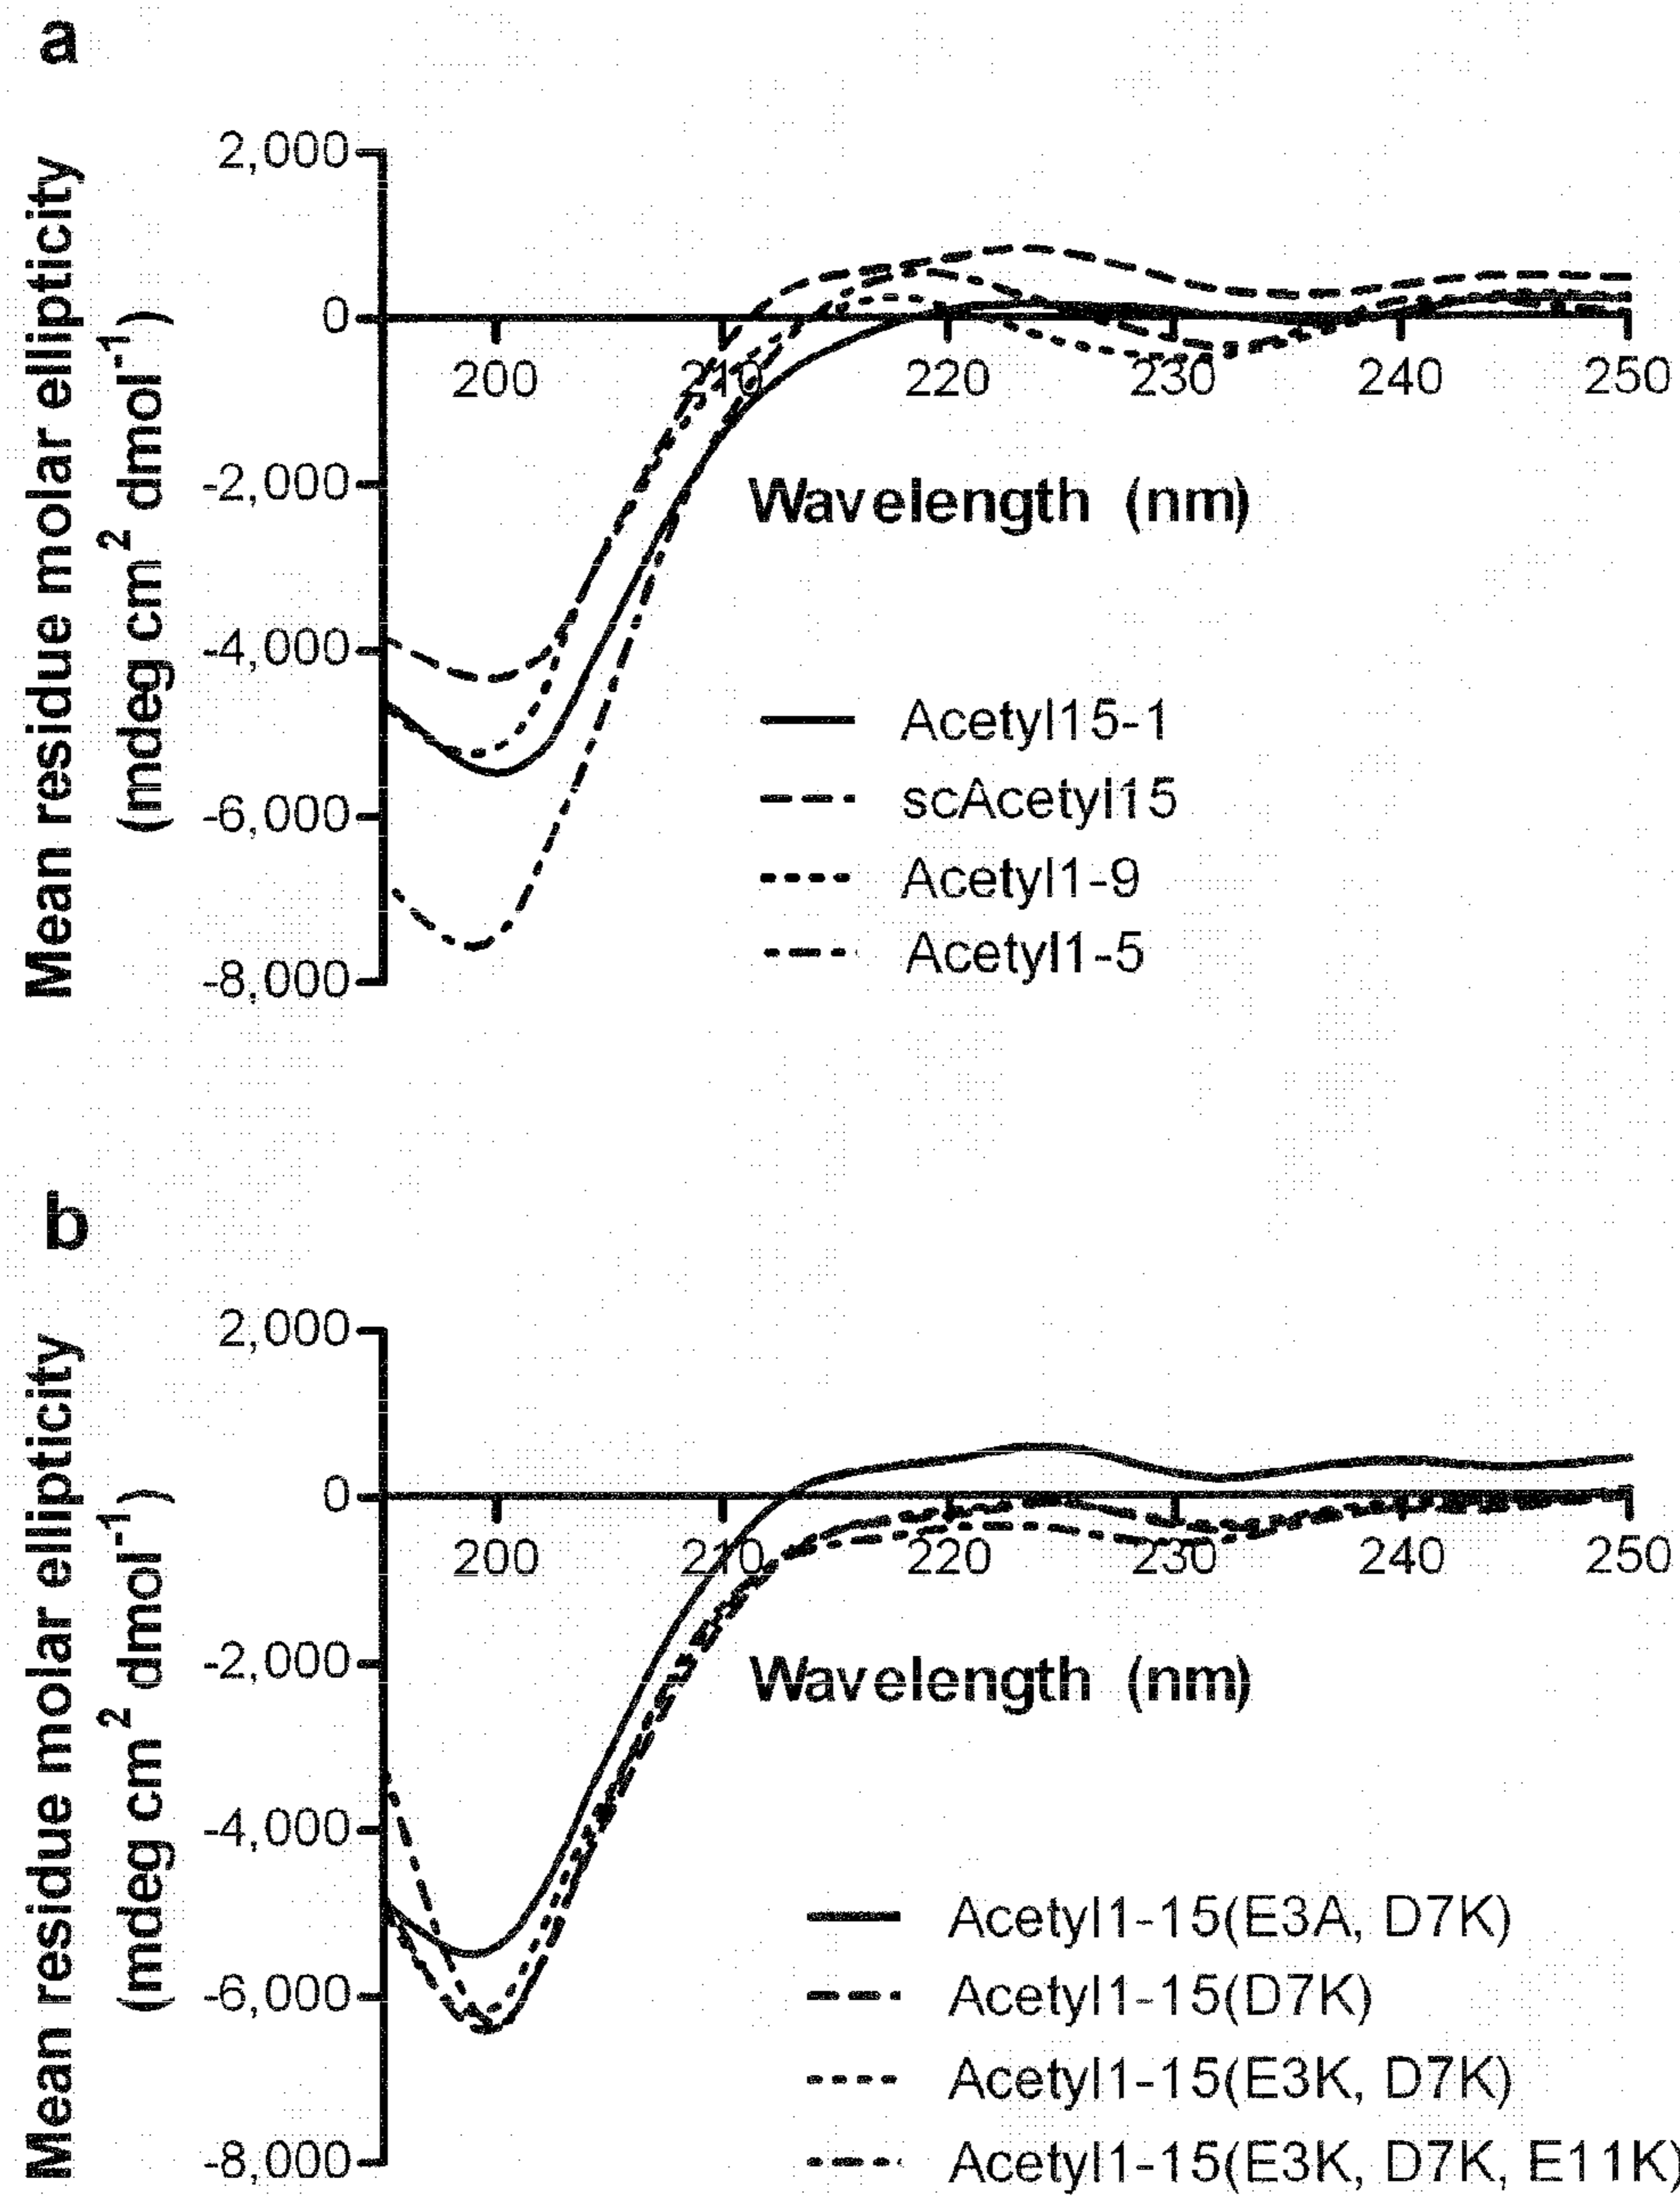 a
Mean residue molar ellipticity
(mdeg cm2 dmol-1)
2,000
0
-2,000
-4,000
-6,000
-8,000
200 210 220 230 240 250
Wavelength (nm)
Acetyl15-1
scAcetyl15
Acetyl1-9
Acetyl1-5
b
Mean residue molar ellipticity
(mdeg cm2 dmol-1)
2,000
0
-2,000
-4,000
-6,000
-8,000
200 210 220 230 240 250
Wavelength (nm)
Acetyl1-15(E3A, D7K)
Acetyl1-15(D7K)
Acetyl1-15(E3K, D7K)
Acetyl1-15(E3K, D7K, E11K)